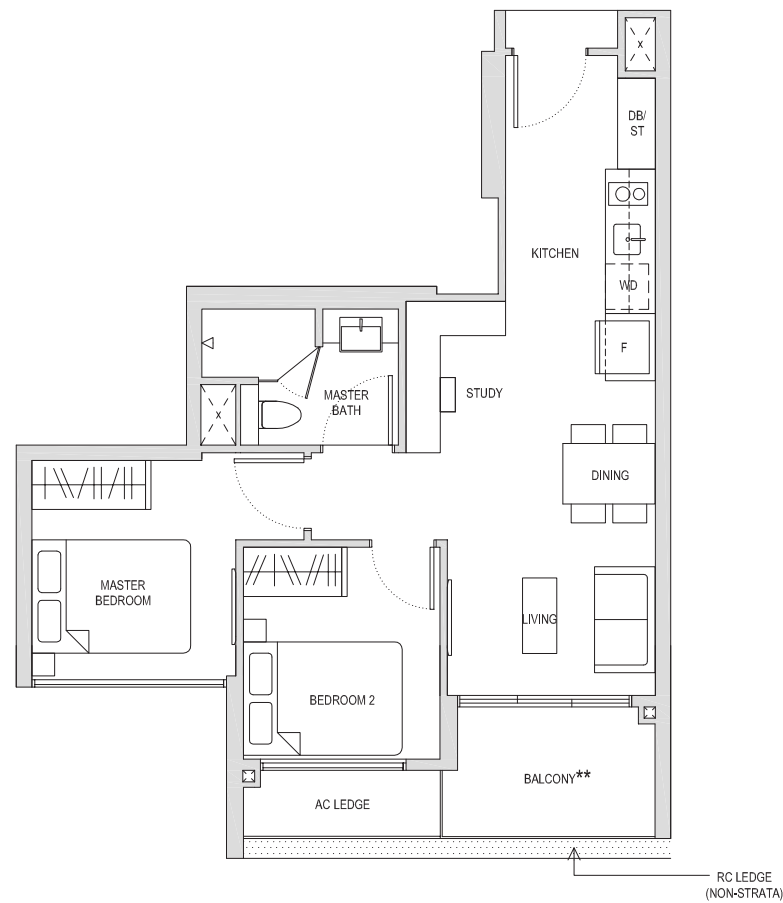 DB/
ST
KITCHEN
WD
F
STUDY
MASTER
BATH
DINING
MASTER
BEDROOM
LIVING
BEDROOM 2
BALCONY**
AC LEDGE
RC LEDGE
(NON-STRATA)